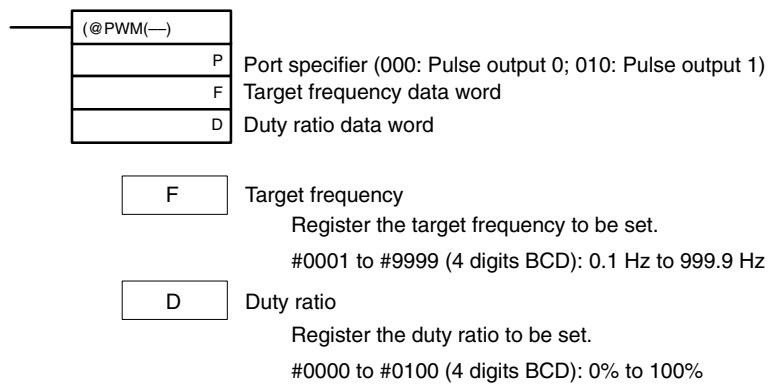 (@PWM(—)
P Port specifier (000: Pulse output 0; 010: Pulse output 1)
F Target frequency data word
D Duty ratio data word
F Target frequency
Register the target frequency to be set.
#0001 to #9999 (4 digits BCD): 0.1 Hz to 999.9 Hz
D Duty ratio
Register the duty ratio to be set.
#0000 to #0100 (4 digits BCD): 0% to 100%